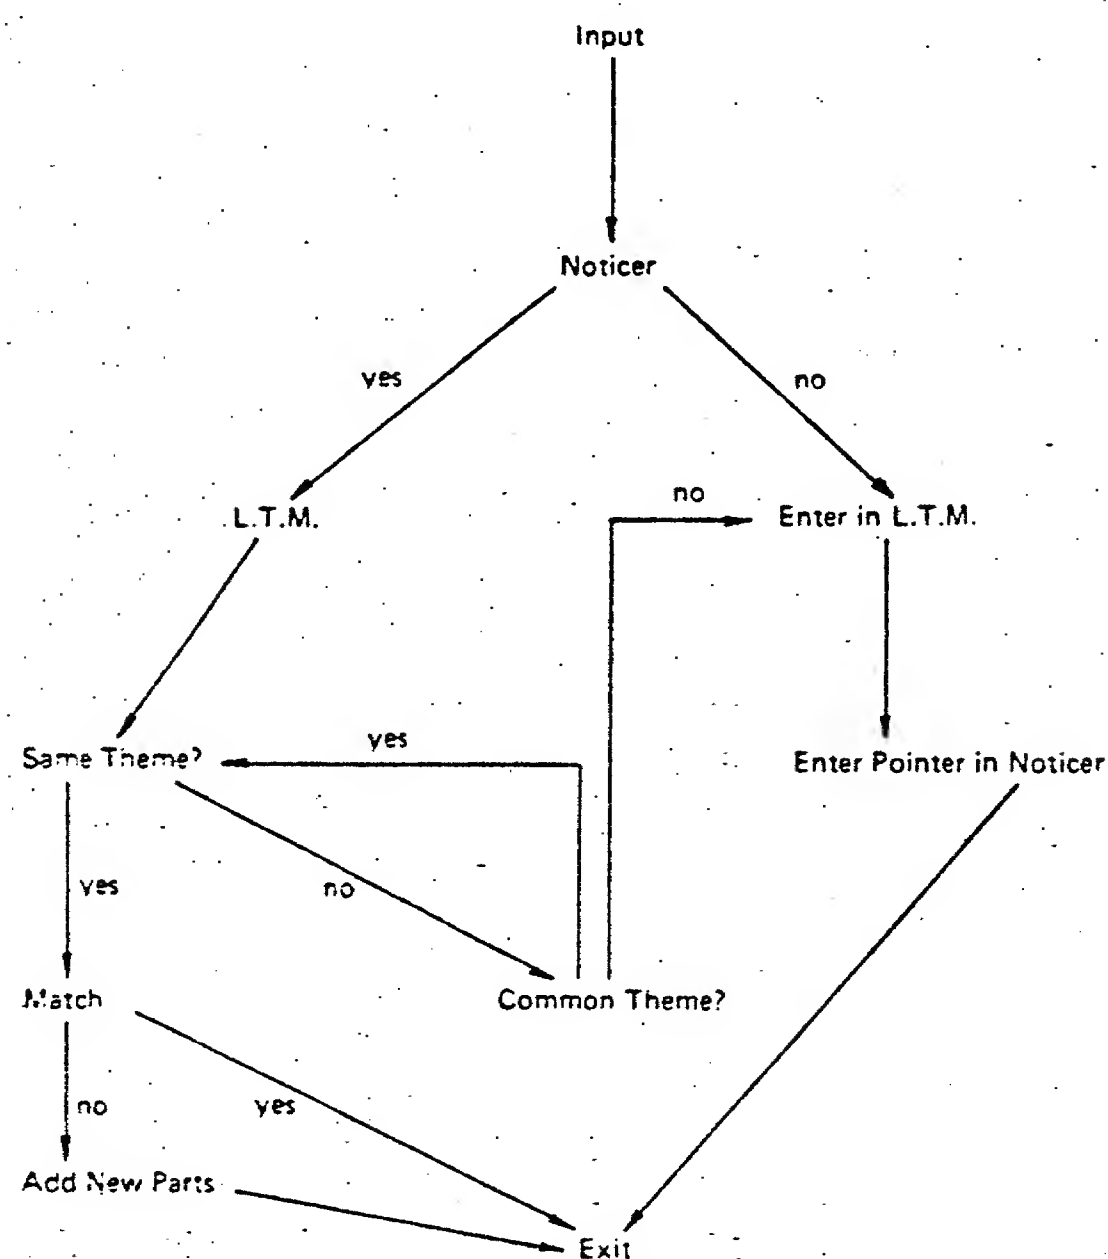 Input
Noticer
yes
no
L.T.M.
no
Enter in L.T.M.
Same Theme?
yes
Enter Pointer in Noticer
yes
no
Match
Common Theme?
no
yes
Add New Parts
Exit